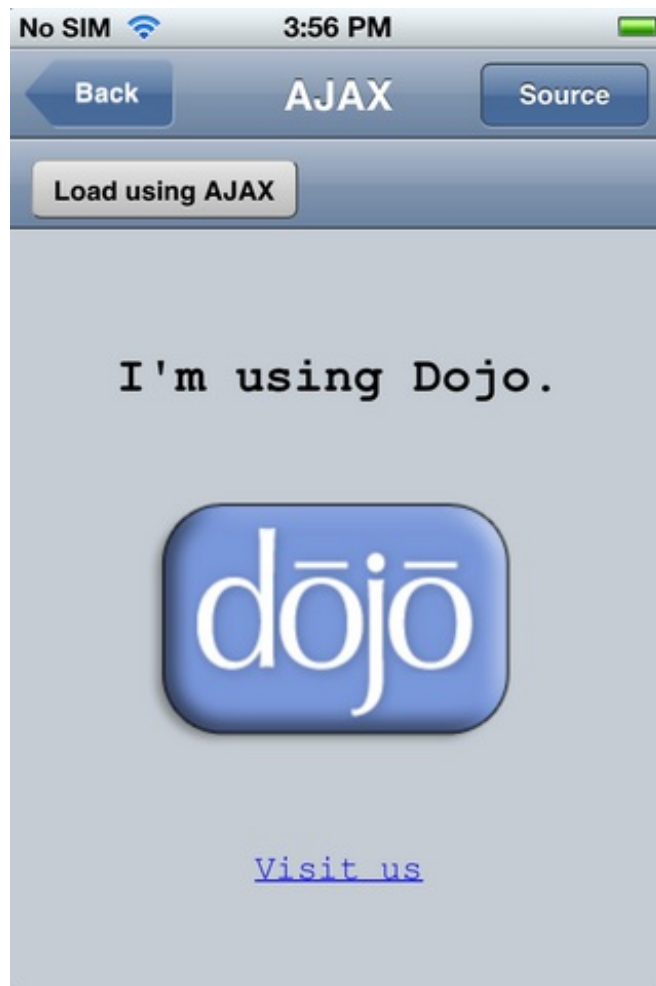 No SIM 3:56 PM
Back AJAX Source
Load using AJAX
I'm using Dojo.
dōjō
Visit us